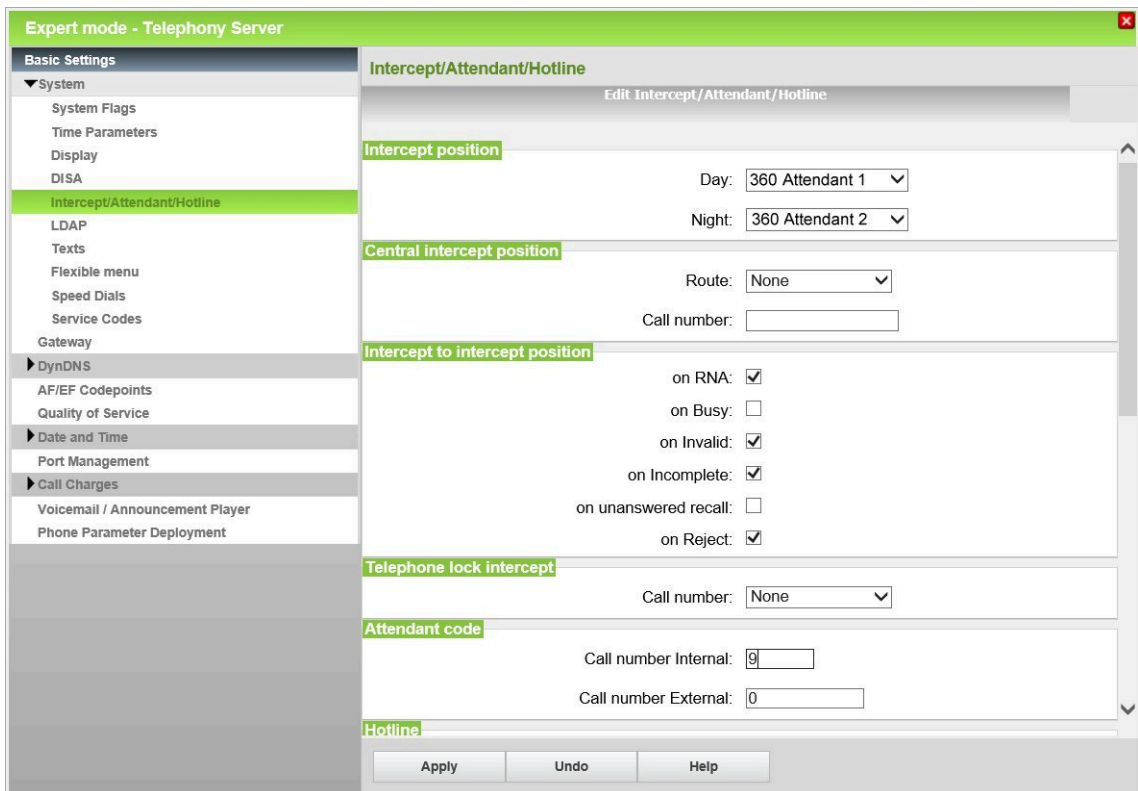 Expert mode - Telephony Server
Basic Settings
System
System Flags
Time Parameters
Display
DISA
Intercept/Attendant/Hotline
LDAP
Texts
Flexible menu
Speed Dials
Service Codes
Gateway
DynDNS
AF/EF Codepoints
Quality of Service
Date and Time
Port Management
Call Charges
Voicemail / Announcement Player
Phone Parameter Deployment
Intercept/Attendant/Hotline
Edit Intercept/Attendant/Hotline
Intercept position
Day: 360 Attendant 1
Night: 360 Attendant 2
Central intercept position
Route: None
Call number:
Intercept to intercept position
on RNA:
on Busy:
on Invalid:
on Incomplete:
on unanswered recall:
on Reject:
Telephone lock intercept
Call number: None
Attendant code
Call number Internal: 9
Call number External: 0
Hotline
Apply Undo Help